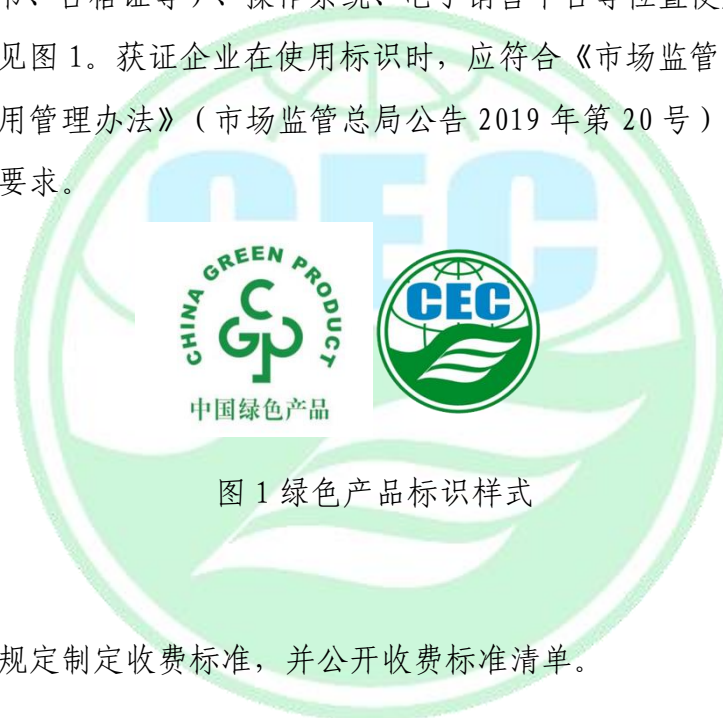 书、合格证等）、操作系统、电子销售平台等位置使
见图 1。获证企业在使用标识时，应符合《市场监管
用管理办法》（市场监管总局公告 2019 年第 20 号）
要求。
CHINA GREEN PRODUCT
CGP
中国绿色产品
CEC
图 1 绿色产品标识样式
规定制定收费标准，并公开收费标准清单。
CEC